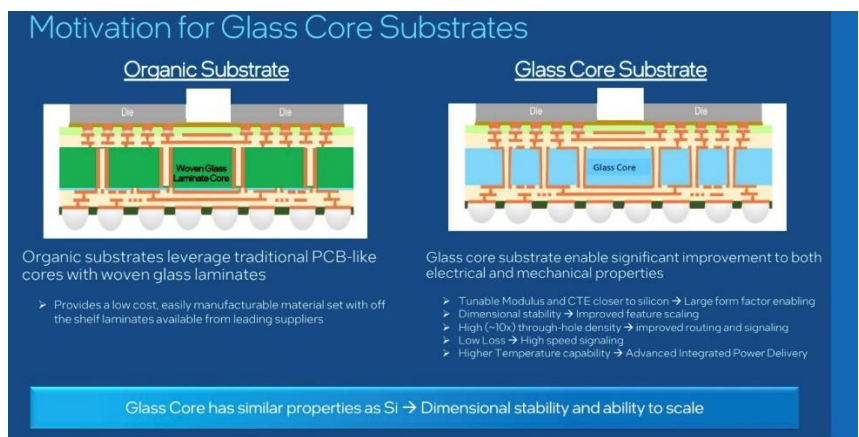 Motivation for Glass Core Substrates
Organic Substrate
Die
Die
Woven Glass
Laminate Core
Organic substrates leverage traditional PCB-like
cores with woven glass laminates
➢ Provides a low cost, easily manufacturable material set with off
the shelf laminates available from leading suppliers
Glass Core Substrate
Die
Die
Glass Core
Glass core substrate enable significant improvement to both
electrical and mechanical properties
➢ Tunable Modulus and CTE closer to silicon → Large form factor enabling
➢ Dimensional stability → Improved feature scaling
➢ High (~10x) through-hole density → improved routing and signaling
➢ Low Loss → High speed signaling
➢ Higher Temperature capability → Advanced Integrated Power Delivery
Glass Core has similar properties as Si → Dimensional stability and ability to scale